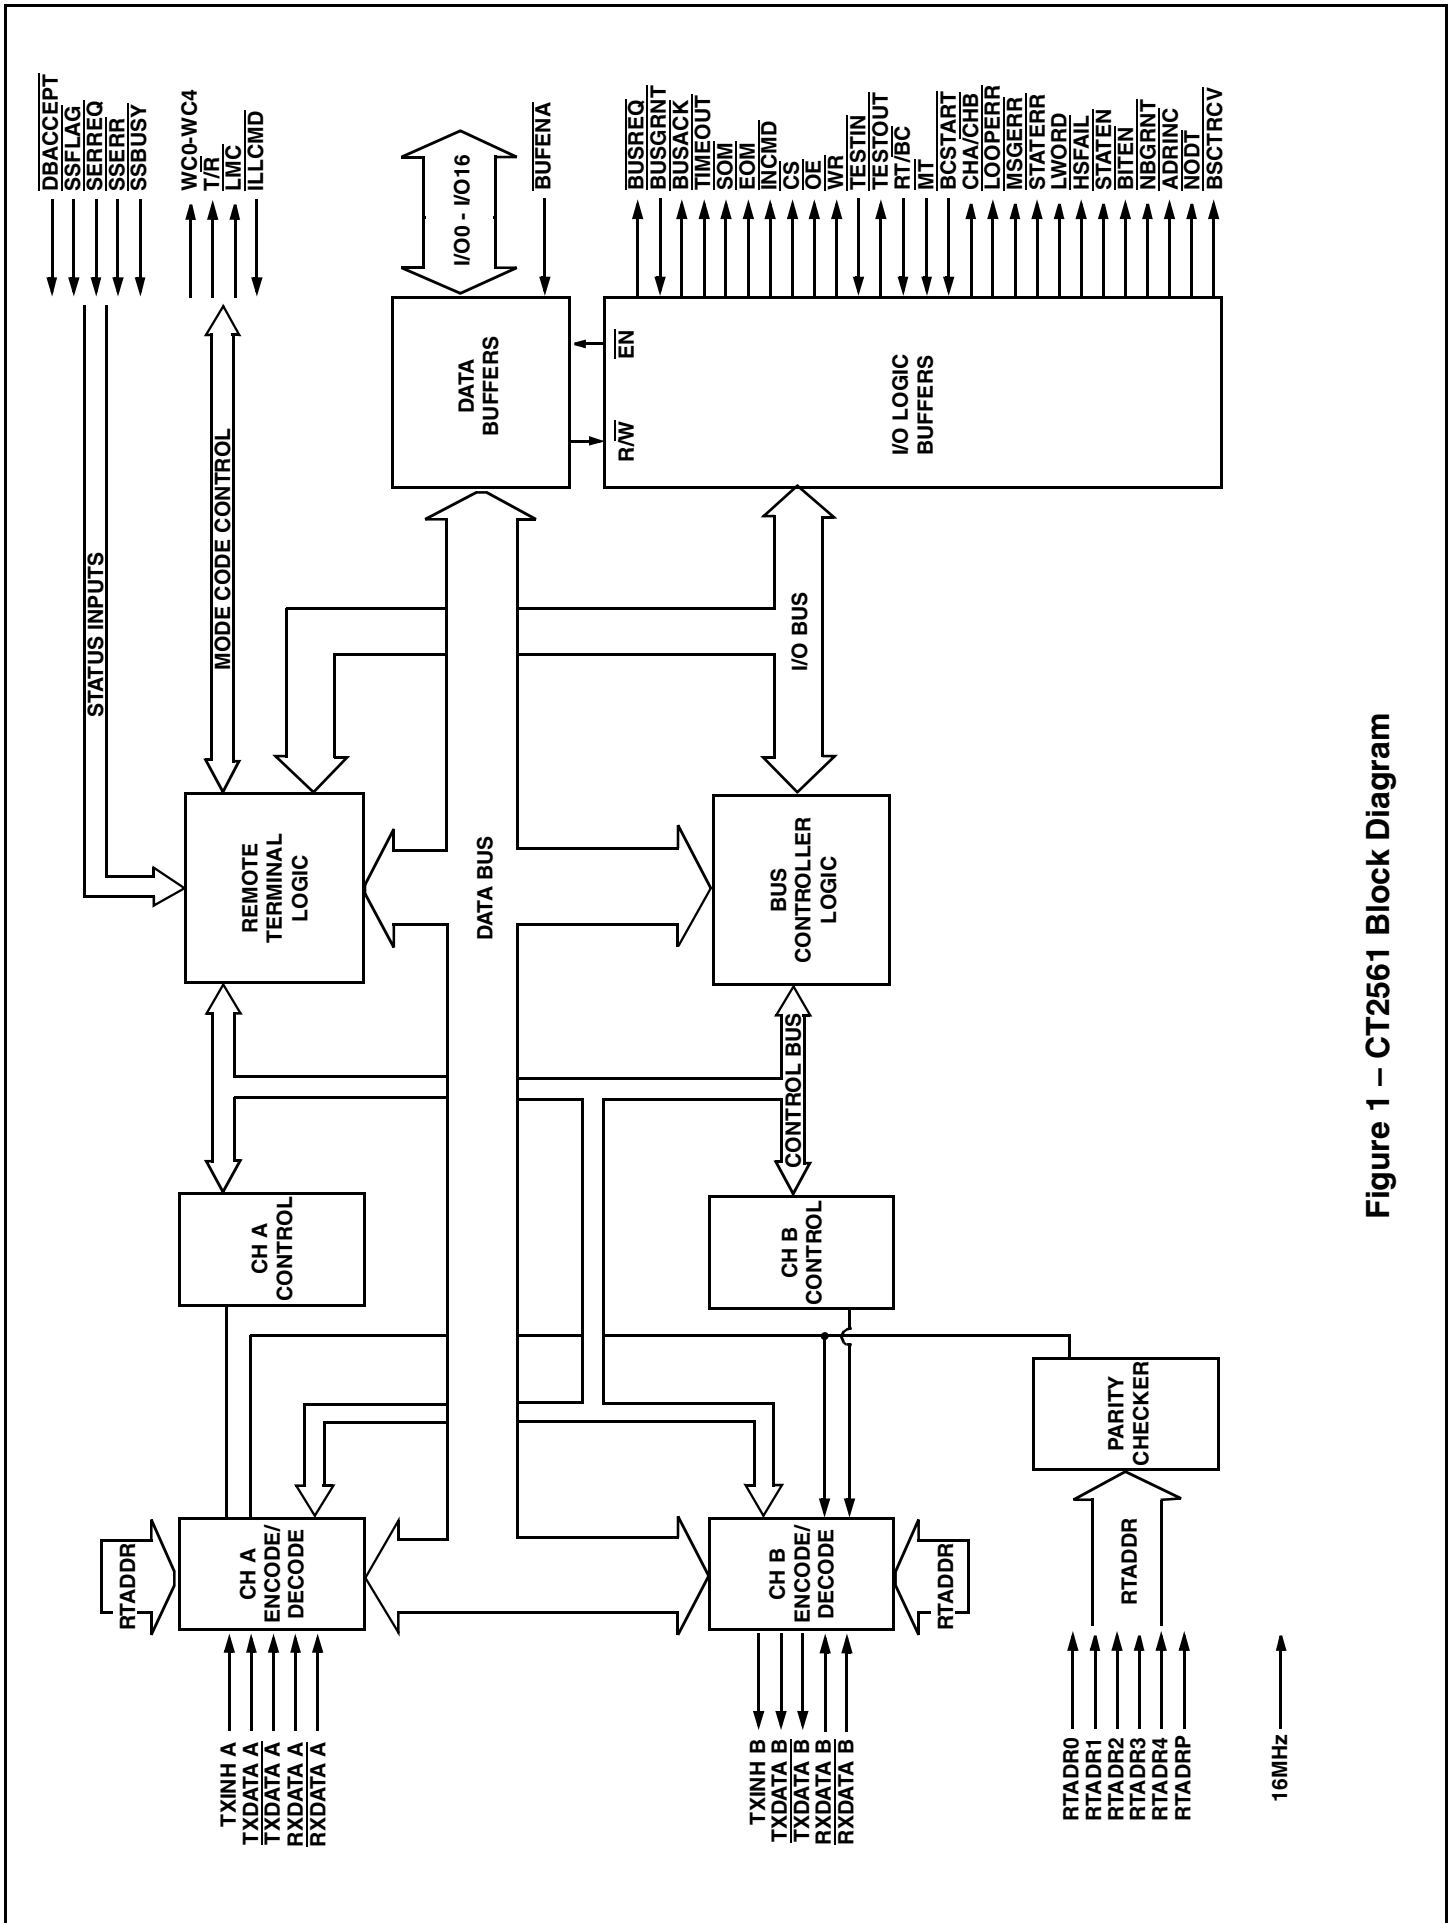 TXINH A
TXDATA A
TXDATA A
RXDATA A
RXDATA A
RTADDR
CH A
ENCODE/
DECODE
CH A
CONTROL
REMOTE
TERMINAL
LOGIC
STATUS INPUTS
MODE CODE CONTROL
DBACCEPT
SSFLAG
SERREQ
SSERR
SSBUSY
WC0-WC4
T/R
LMC
ILLCMD
DATA BUS
DATA
BUFFERS
I/O0 - I/O16
BUFENA
R/W
EN
TXINH B
TXDATA B
TXDATA B
RXDATA B
RXDATA B
CH B
ENCODE/
DECODE
RTADDR
CH B
CONTROL
CONTROL BUS
BUS
CONTROLLER
LOGIC
I/O BUS
I/O LOGIC
BUFFERS
BUSREQ
BUSGRNT
BUSACK
TIMEOUT
SOM
EOM
INCMD
CS
OE
WR
TESTIN
TESTOUT
RT/BC
MT
BCSTART
CHA/CHB
LOOPERR
MSGERR
STATERR
LWORD
HSFAIL
STATEN
BITEN
NBGRNT
ADRINC
NODT
BSCTRCV
RTADR0
RTADR1
RTADR2
RTADR3
RTADR4
RTADRP
RTADDR
PARITY
CHECKER
16MHz
Figure 1 – CT2561 Block Diagram